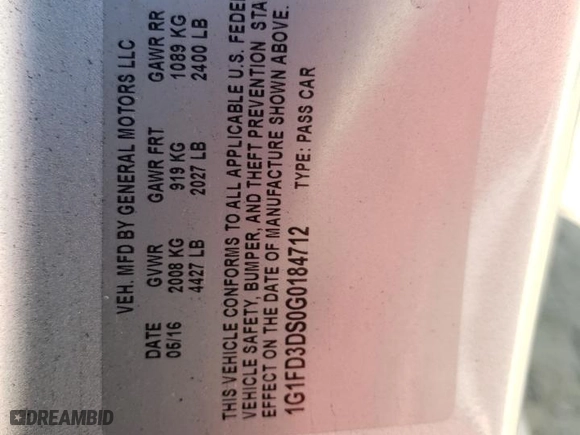 VEH. MFD BY GENERAL MOTORS LLC
DATE GVWR GAWR FRT GAWR RR
06/16 2008 KG 919 KG 1089 KG
4427 LB 2027 LB 2400 LB
THIS VEHICLE CONFORMS TO ALL APPLICABLE U.S. FEDE
VEHICLE SAFETY, BUMPER, AND THEFT PREVENTION STA
EFFECT ON THE DATE OF MANUFACTURE SHOWN ABOVE.
1G1FD3DS0G0184712 TYPE: PASS CAR
DREAMBID